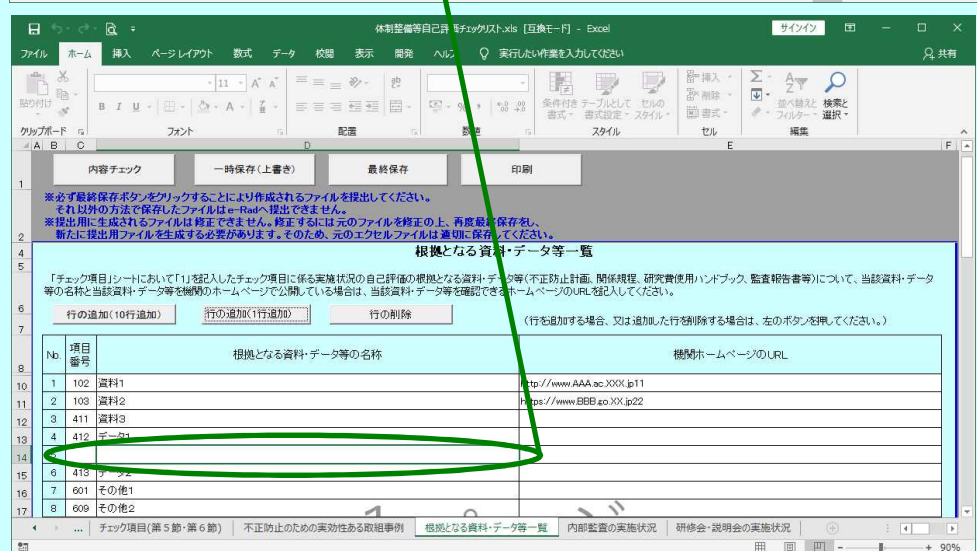 体制整備等自己評価チェックリスト.xls [互換モード] - Excel サインイン
ファイル ホーム 挿入 ページレイアウト 数式 データ 校閲 表示 開発 ヘルプ 実行したい作業を入力してください 共有
11
貼り付け B I U A 条件付き書式 テーブルとして書式設定 セルのスタイル 挿入 削除 書式 並べ替えとフィルター 検索と選択
クリップボード フォント 配置 数値 スタイル セル 編集
A B C D E F
内容チェック 一時保存(上書き) 最終保存 印刷
1
※必ず最終保存ボタンをクリックすることにより作成されるファイルを提出してください。
それ以外の方法で保存したファイルはe-Radへ提出できません。
※提出用に生成されるファイルは修正できません。修正するには元のファイルを修正の上、再度最終保存をし、
2 新たに提出用ファイルを生成する必要があります。そのため、元のエクセルファイルは適切に保存してください。
4 根拠となる資料・データ等一覧
5
「チェック項目」シートにおいて「1」を記入したチェック項目に係る実施状況の自己評価の根拠となる資料・データ等(不正防止計画、関係規程、研究費使用ハンドブック、監査報告書等)について、当該資料・データ
6 等の名称と当該資料・データ等を機関のホームページで公開している場合は、当該資料・データ等を確認できるホームページのURLを記入してください。
7 行の追加(10行追加) 行の追加(1行追加) 行の削除 (行を追加する場合、又は追加した行を削除する場合は、左のボタンを押してください。)
8 No. 項目番号 根拠となる資料・データ等の名称 機関ホームページのURL
10 1 102 資料1 http://www.AAA.ac.XXX.jp11
11 2 103 資料2 https://www.BBB.go.XX.jp22
12 3 411 資料3
13 4 412 データ1
14 5
15 6 413 データ2
16 7 601 その他1
17 8 609 その他2
... チェック項目(第5節・第6節) 不正防止のための実効性ある取組事例 根拠となる資料・データ等一覧 内部監査の実施状況 研修会・説明会の実施状況
90%